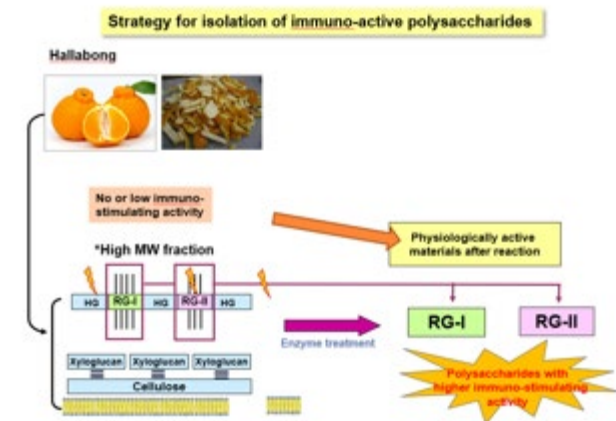 Strategy for isolation of immuno-active polysaccharides
Hallabong
No or low immuno-
stimulating activity
*High MW fraction
Physiologically active
materials after reaction
HG
RG-I
HG
RG-II
HG
RG-I
RG-II
Enzyme treatment
Xyloglucan
Xyloglucan
Xyloglucan
Cellulose
Polysaccharides with
higher immuno-stimulating
activity